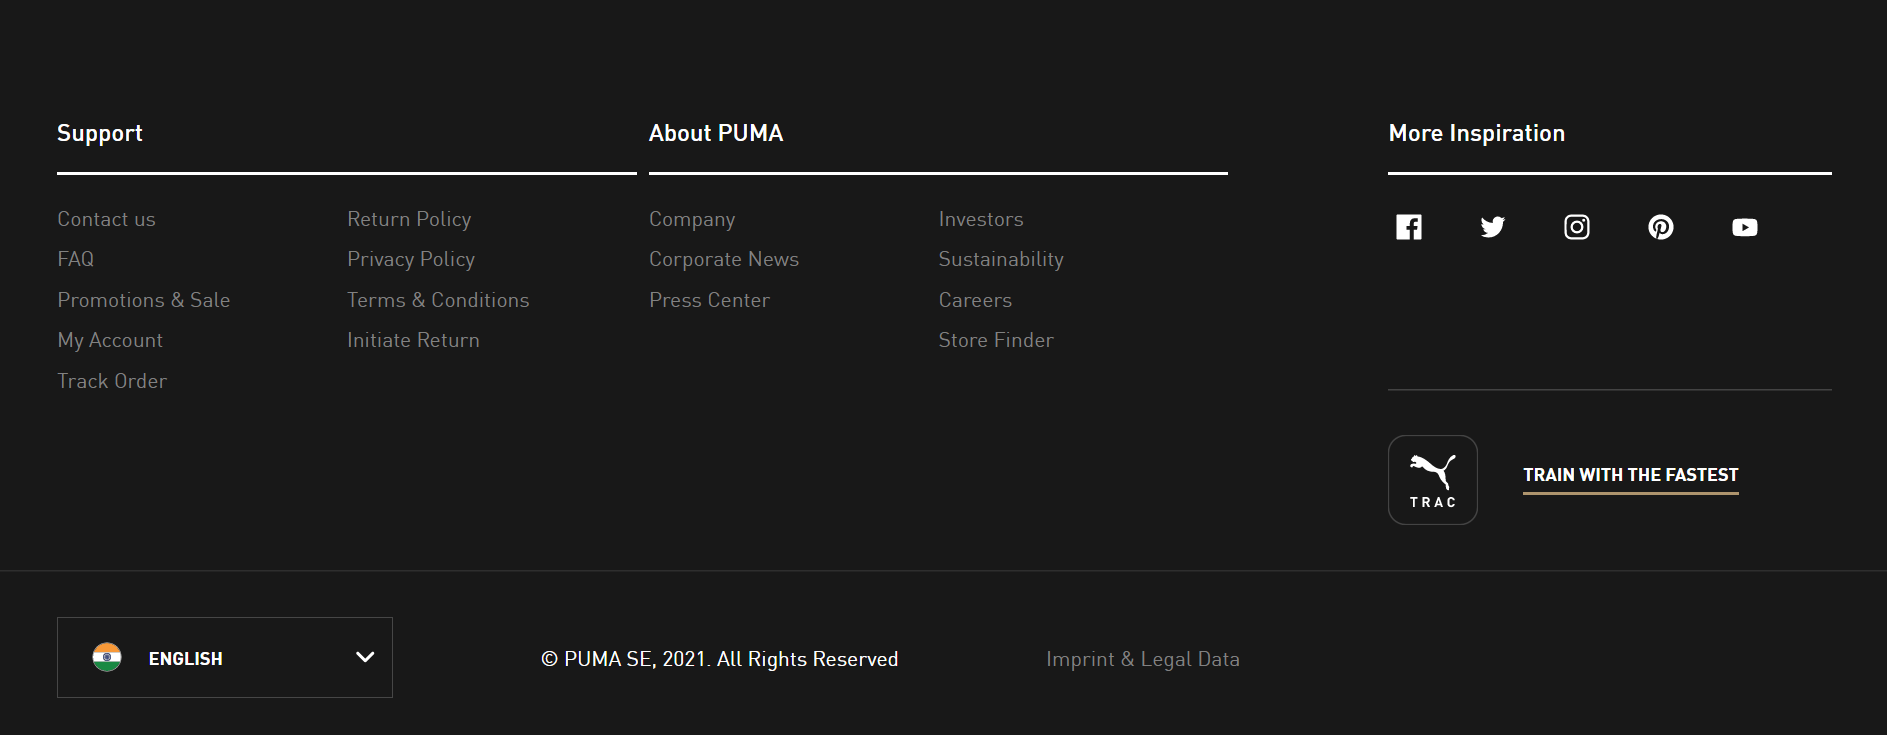 Support
Contact us
FAQ
Promotions & Sale
My Account
Track Order
Return Policy
Privacy Policy
Terms & Conditions
Initiate Return
About PUMA
Company
Corporate News
Press Center
Investors
Sustainability
Careers
Store Finder
More Inspiration
TRAC
TRAIN WITH THE FASTEST
ENGLISH
© PUMA SE, 2021. All Rights Reserved
Imprint & Legal Data